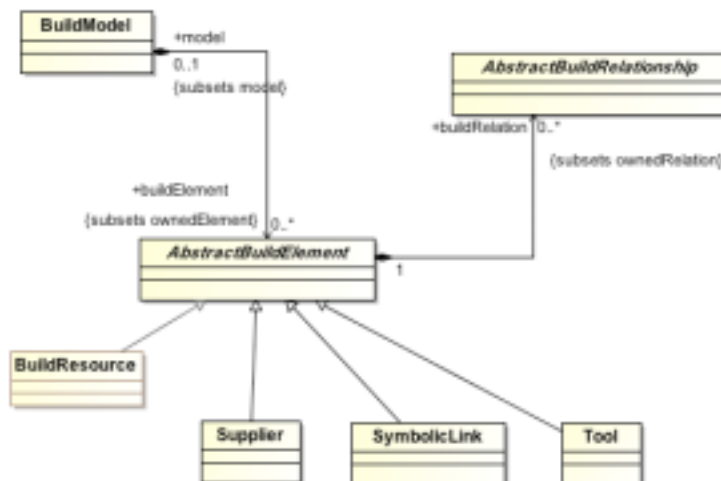 BuildModel
+model
0..1
{subsets model}
AbstractBuildRelationship
+buildRelation 0..*
{subsets ownedRelation}
+buildElement
{subsets ownedElement} 0..*
AbstractBuildElement
1
BuildResource
Supplier
SymbolicLink
Tool